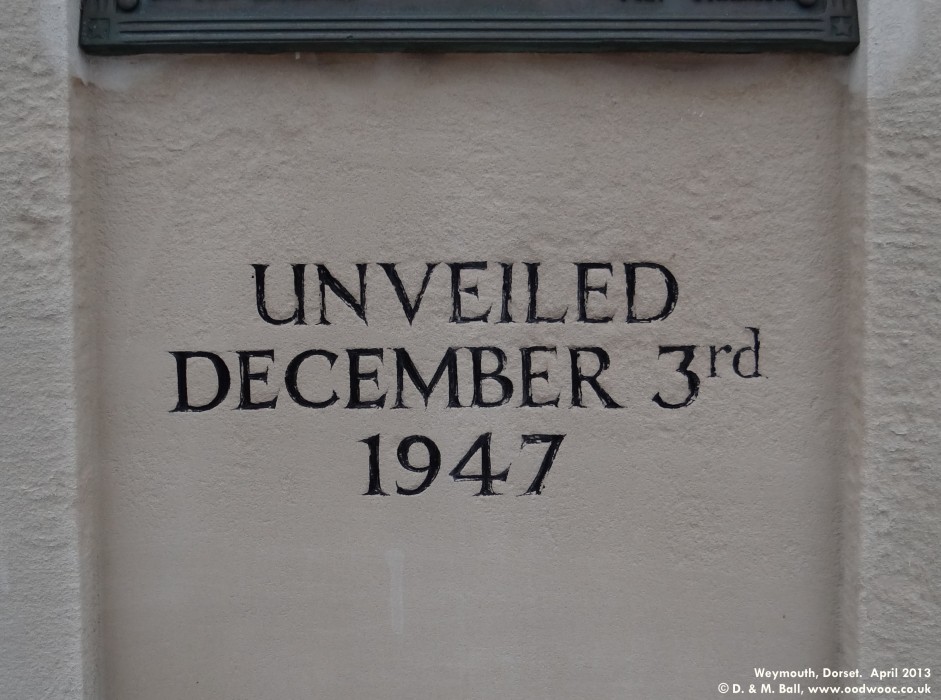 UNVEILED
DECEMBER 3rd
1947
Weymouth, Dorset. April 2013
© D. & M. Ball, www.oodwooc.co.uk